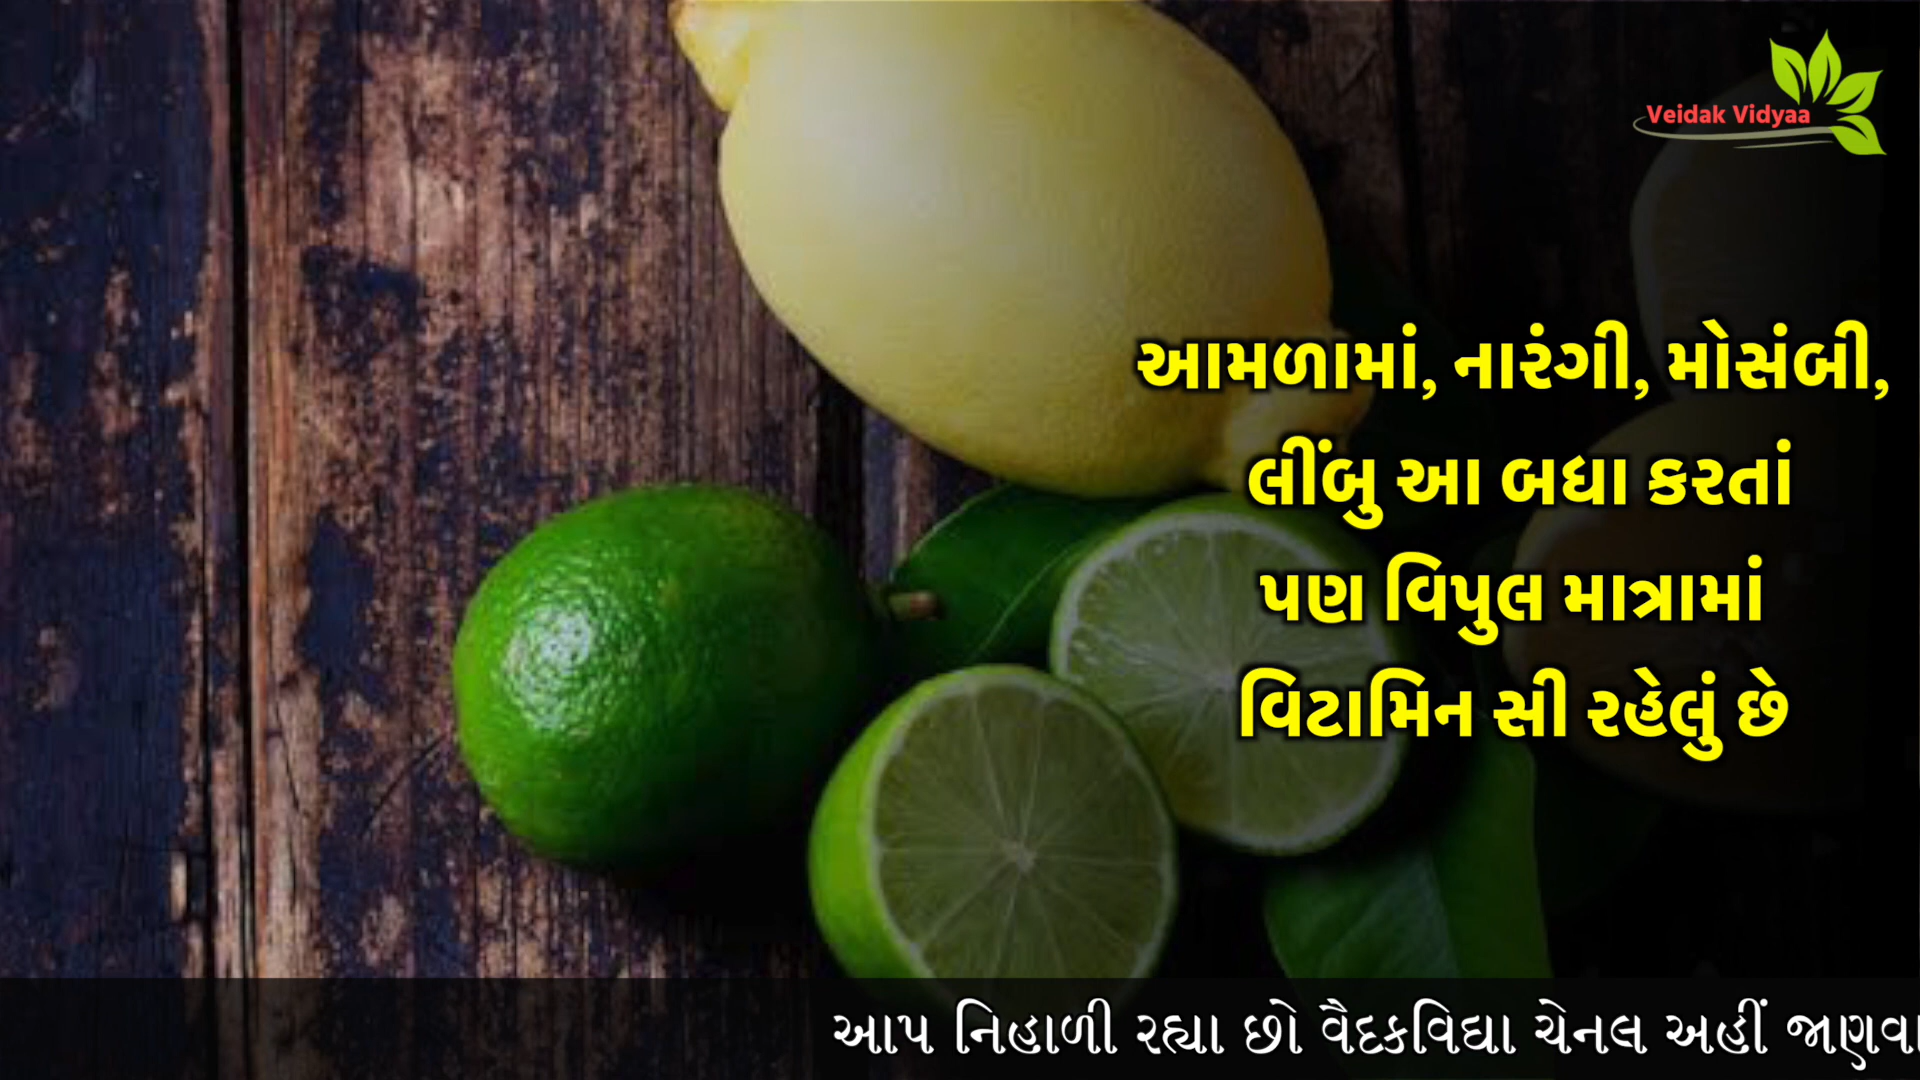 Veidak Vidyaa
આમળામાં, નારંગી, મોસંબી,
લીંબુ આ બધા કરતાં
પણ વિપુલ માત્રામાં
વિટામિન સી રહેલું છે
આપ નિહાળી રહ્યા છો વૈદકવિદ્યા ચેનલ અહીં જાણવા